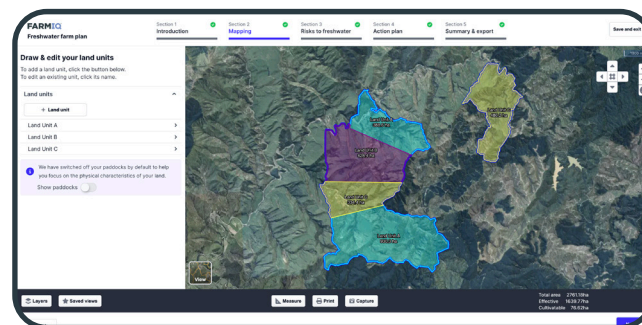 FARMIQ
Freshwater farm plan
Section 1
Introduction
Section 2
Mapping
Section 3
Risks to freshwater
Section 4
Action plan
Section 5
Summary & export
Save and exit
Draw & edit your land units
To add a land unit, click the button below.
To edit an existing unit, click its name.
Land units
+ Land unit
Land Unit A
Land Unit B
Land Unit C
We have switched off your paddocks by default to help
you focus on the physical characteristics of your land.
Show paddocks
View
Layers
Saved views
Measure
Print
Capture
Total area 2761.18ha
Effective 1639.77ha
Cultivatable 76.62ha